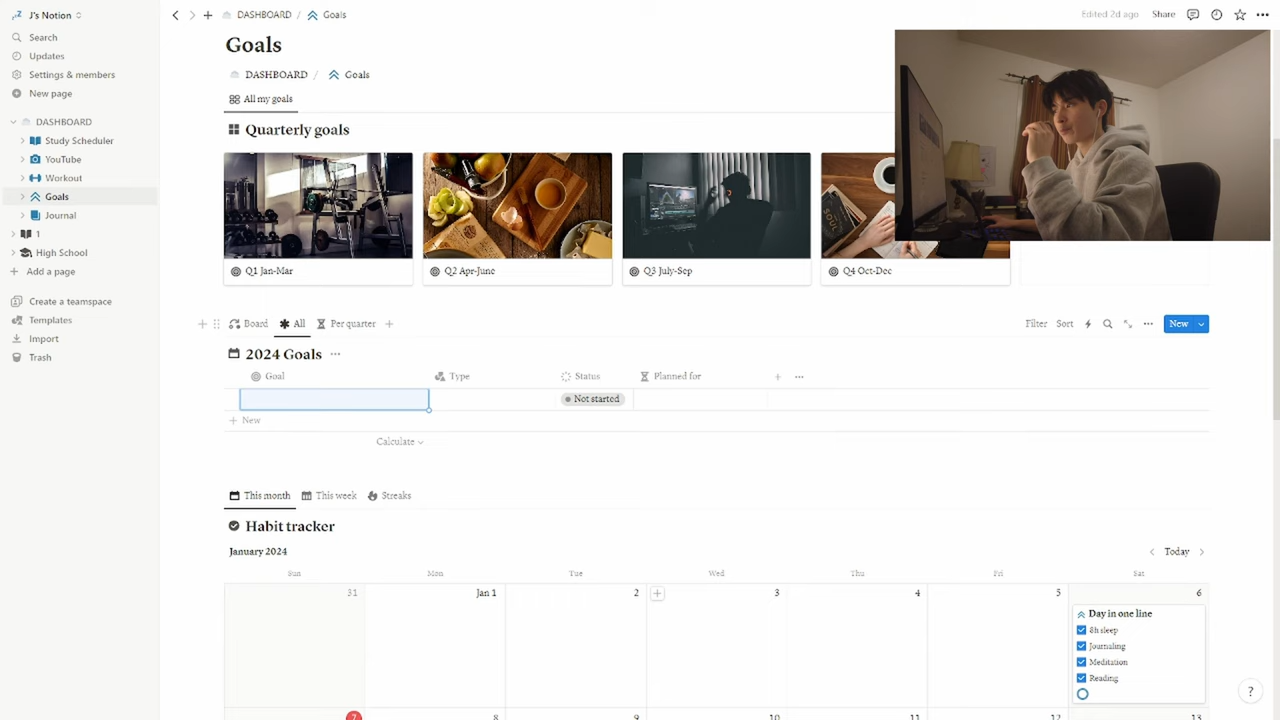 J's Notion
DASHBOARD / Goals
Edited 2d ago Share
Search
Updates
Settings & members
New page
DASHBOARD
Study Scheduler
YouTube
Workout
Goals
Journal
1
High School
Add a page
Create a teamspace
Templates
Import
Trash
Goals
DASHBOARD / Goals
All my goals
Quarterly goals
Q1 Jan-Mar
Q2 Apr-June
Q3 July-Sep
SOUL
Q4 Oct-Dec
Board All Per quarter
Filter Sort New
2024 Goals
Goal Type Status Planned for
Not started
New
Calculate
This month This week Streaks
Habit tracker
January 2024 Today
Sun Mon Tue Wed Thu Fri Sat
31 Jan 1 2 3 4 5 6
Day in one line
8h sleep
Journaling
Meditation
Reading
7 8 9 10 11 12 13
?